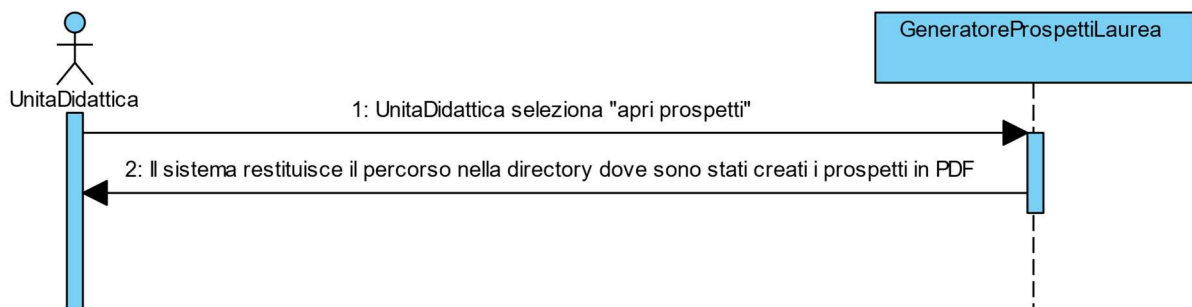 GeneratoreProspettiLaurea
UnitaDidattica
1: UnitaDidattica seleziona "apri prospetti"
2: Il sistema restituisce il percorso nella directory dove sono stati creati i prospetti in PDF